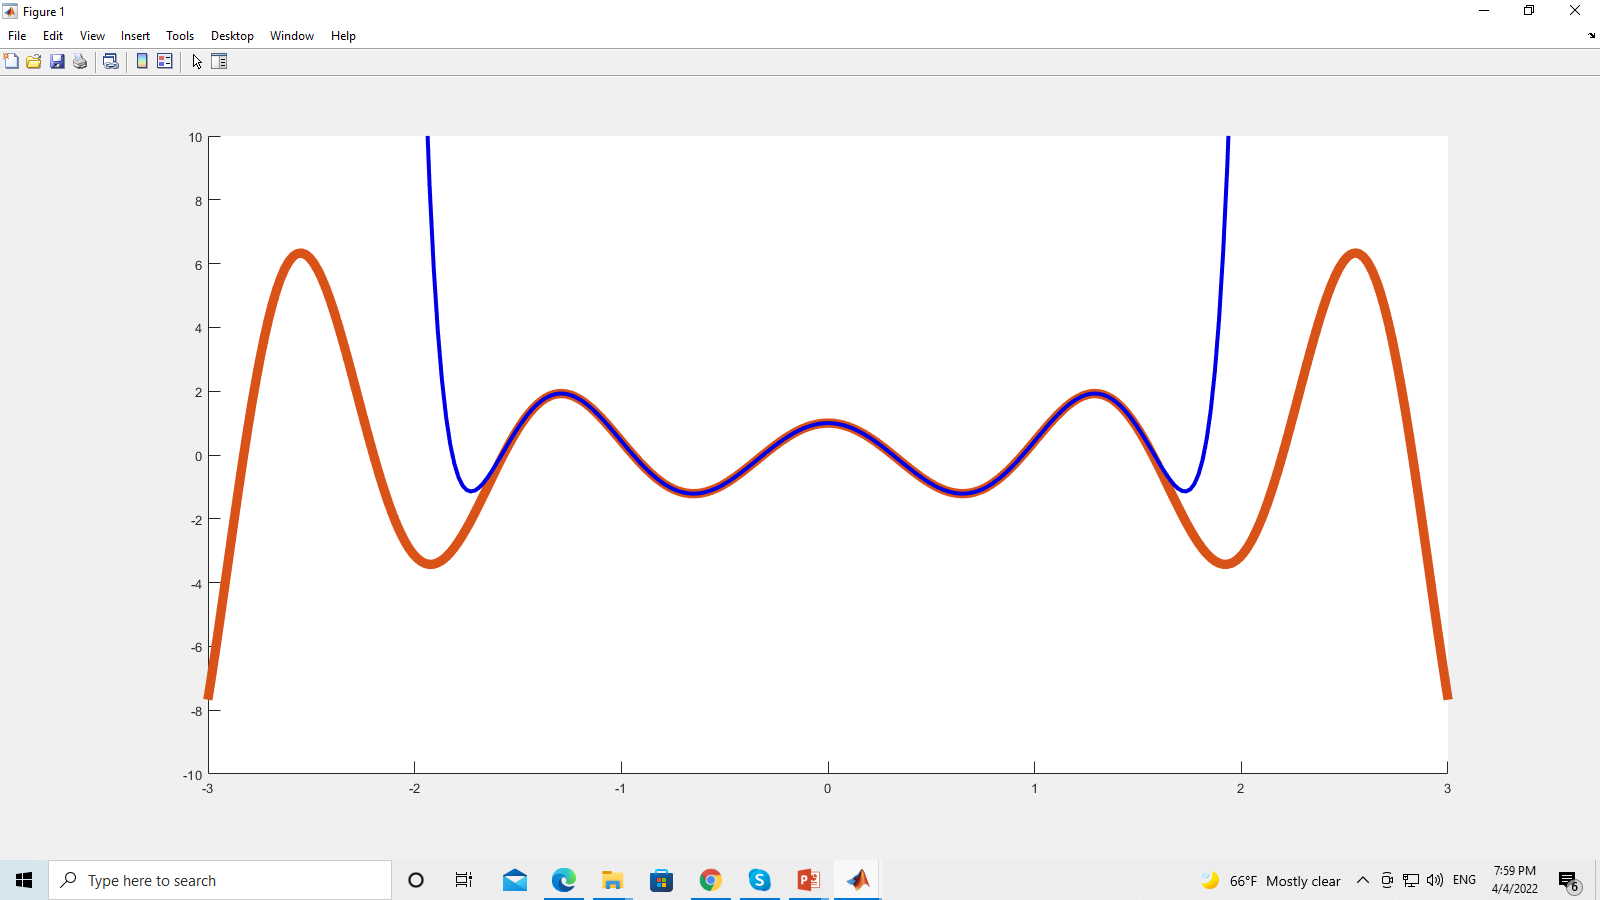 Figure 1
File Edit View Insert Tools Desktop Window Help
10
8
6
4
2
0
-2
-4
-6
-8
-10
-3 -2 -1 0 1 2 3
Type here to search
66°F Mostly clear
ENG
7:59 PM
4/4/2022
6